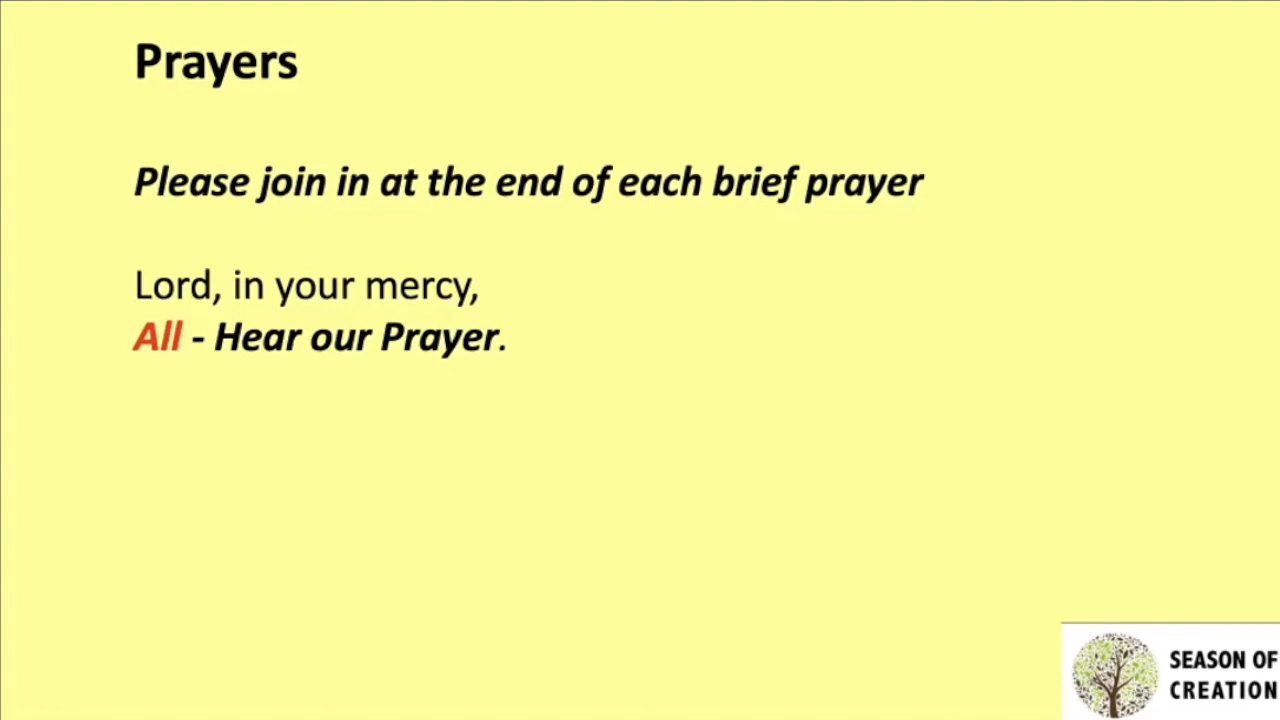 Prayers
Please join in at the end of each brief prayer
Lord, in your mercy,
All - Hear our Prayer.
SEASON OF
CREATION